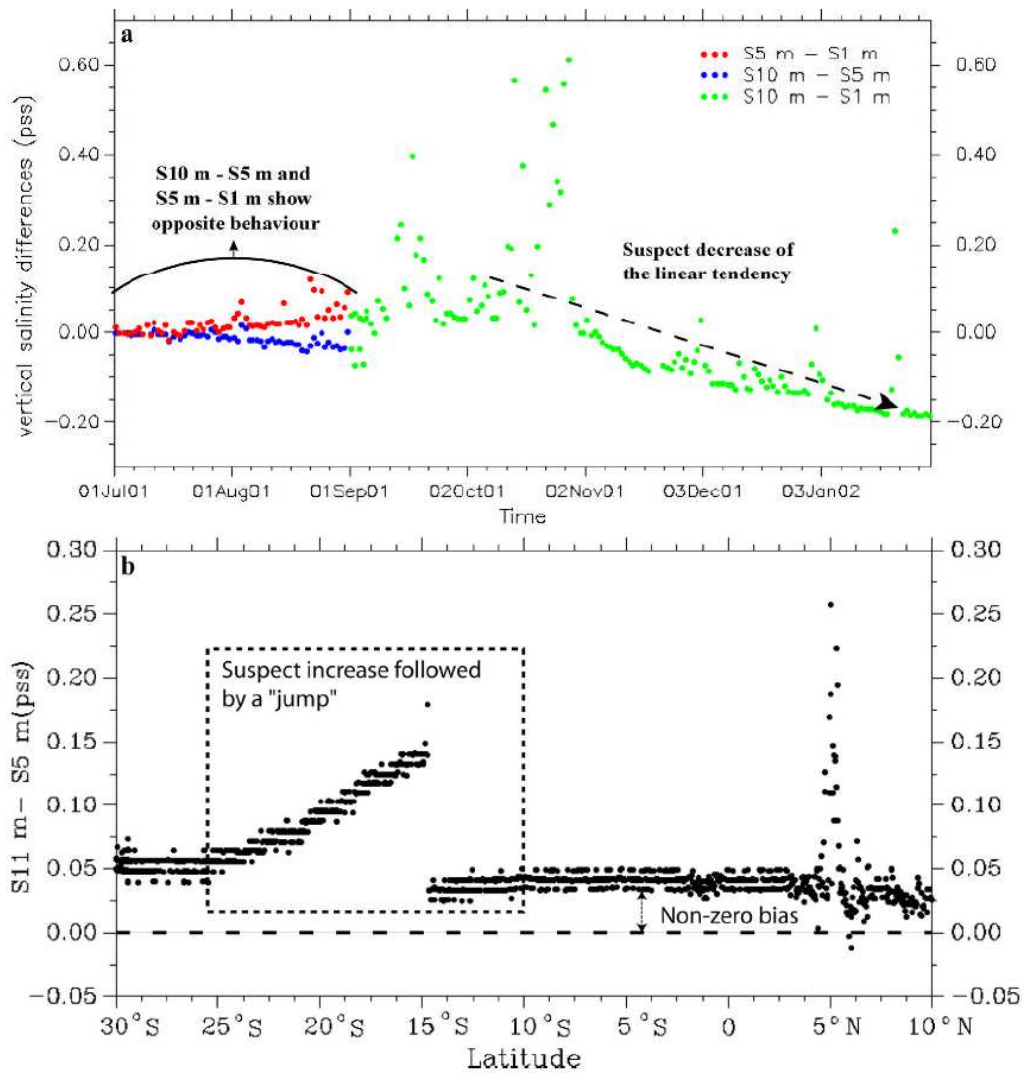 a
S5 m – S1 m
S10 m – S5 m
S10 m – S1 m
0.60
0.40
0.20
0.00
−0.20
0.60
0.40
0.20
0.00
−0.20
vertical salinity differences (pss)
S10 m - S5 m and
S5 m - S1 m show
opposite behaviour
Suspect decrease of
the linear tendency
01Jul01 01Aug01 01Sep01 02Oct01 02Nov01 03Dec01 03Jan02
Time
b
0.30
0.25
0.20
0.15
0.10
0.05
0.00
−0.05
0.30
0.25
0.20
0.15
0.10
0.05
0.00
−0.05
S11 m – S5 m(pss)
Suspect increase followed
by a "jump"
Non-zero bias
30°S 25°S 20°S 15°S 10°S 5°S 0 5°N 10°N
Latitude